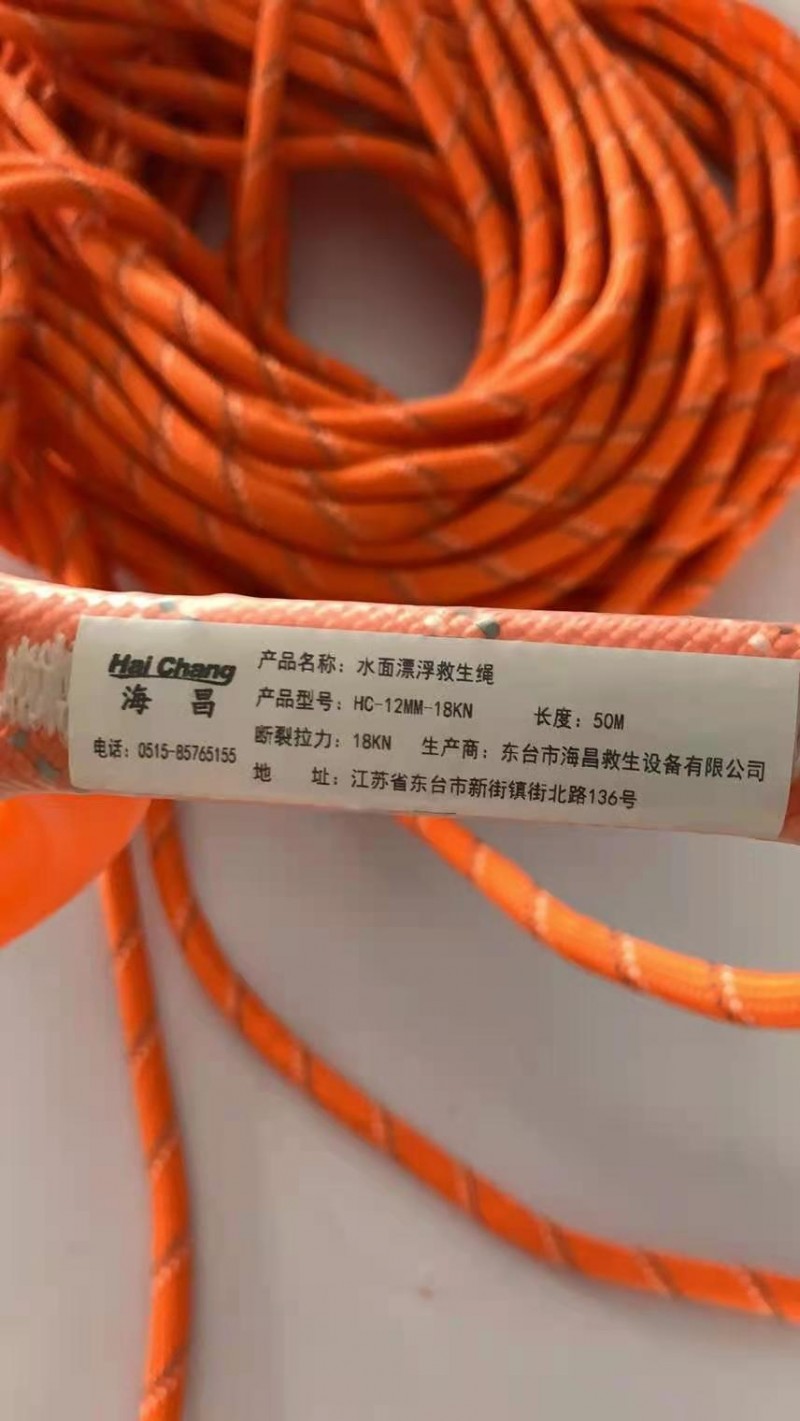 Hai Chang
海昌
电话：0515-85765155
产品名称：水面漂浮救生绳
产品型号：HC-12MM-18KN 长度：50M
断裂拉力：18KN 生产商：东台市海昌救生设备有限公司
地 址：江苏省东台市新街镇街北路136号